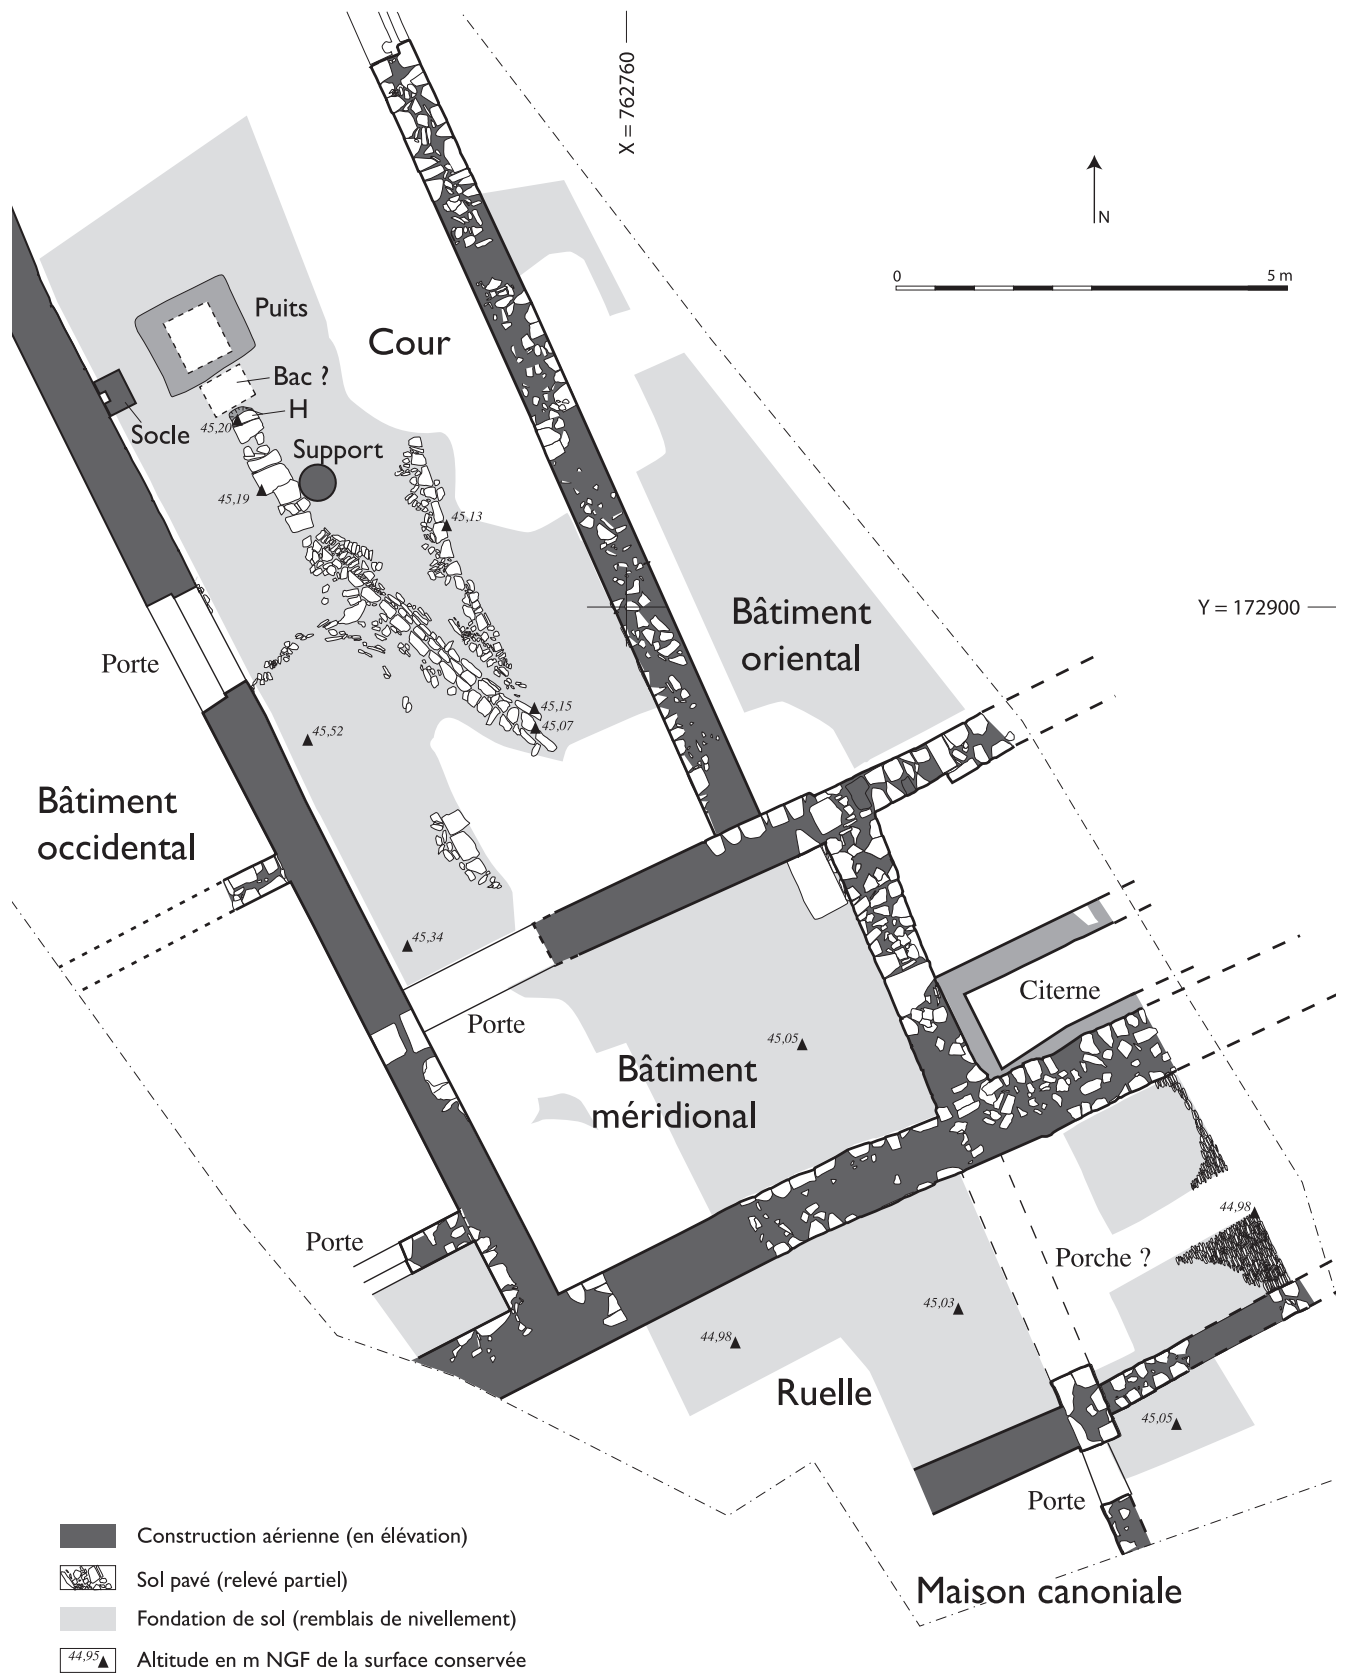 X = 762760
N
0
5 m
Puits
Cour
Bac ?
H
Socle
45,20
Support
45,19
45,13
Y = 172900
Bâtiment
oriental
Porte
45,15
45,07
45,52
Bâtiment
occidental
45,34
Citerne
Porte
45,05
Bâtiment
méridional
44,98
Porte
Porche ?
45,03
44,98
Ruelle
45,05
Porte
Maison canoniale
Construction aérienne (en élévation)
Sol pavé (relevé partiel)
Fondation de sol (remblais de nivellement)
44,95 Altitude en m NGF de la surface conservée